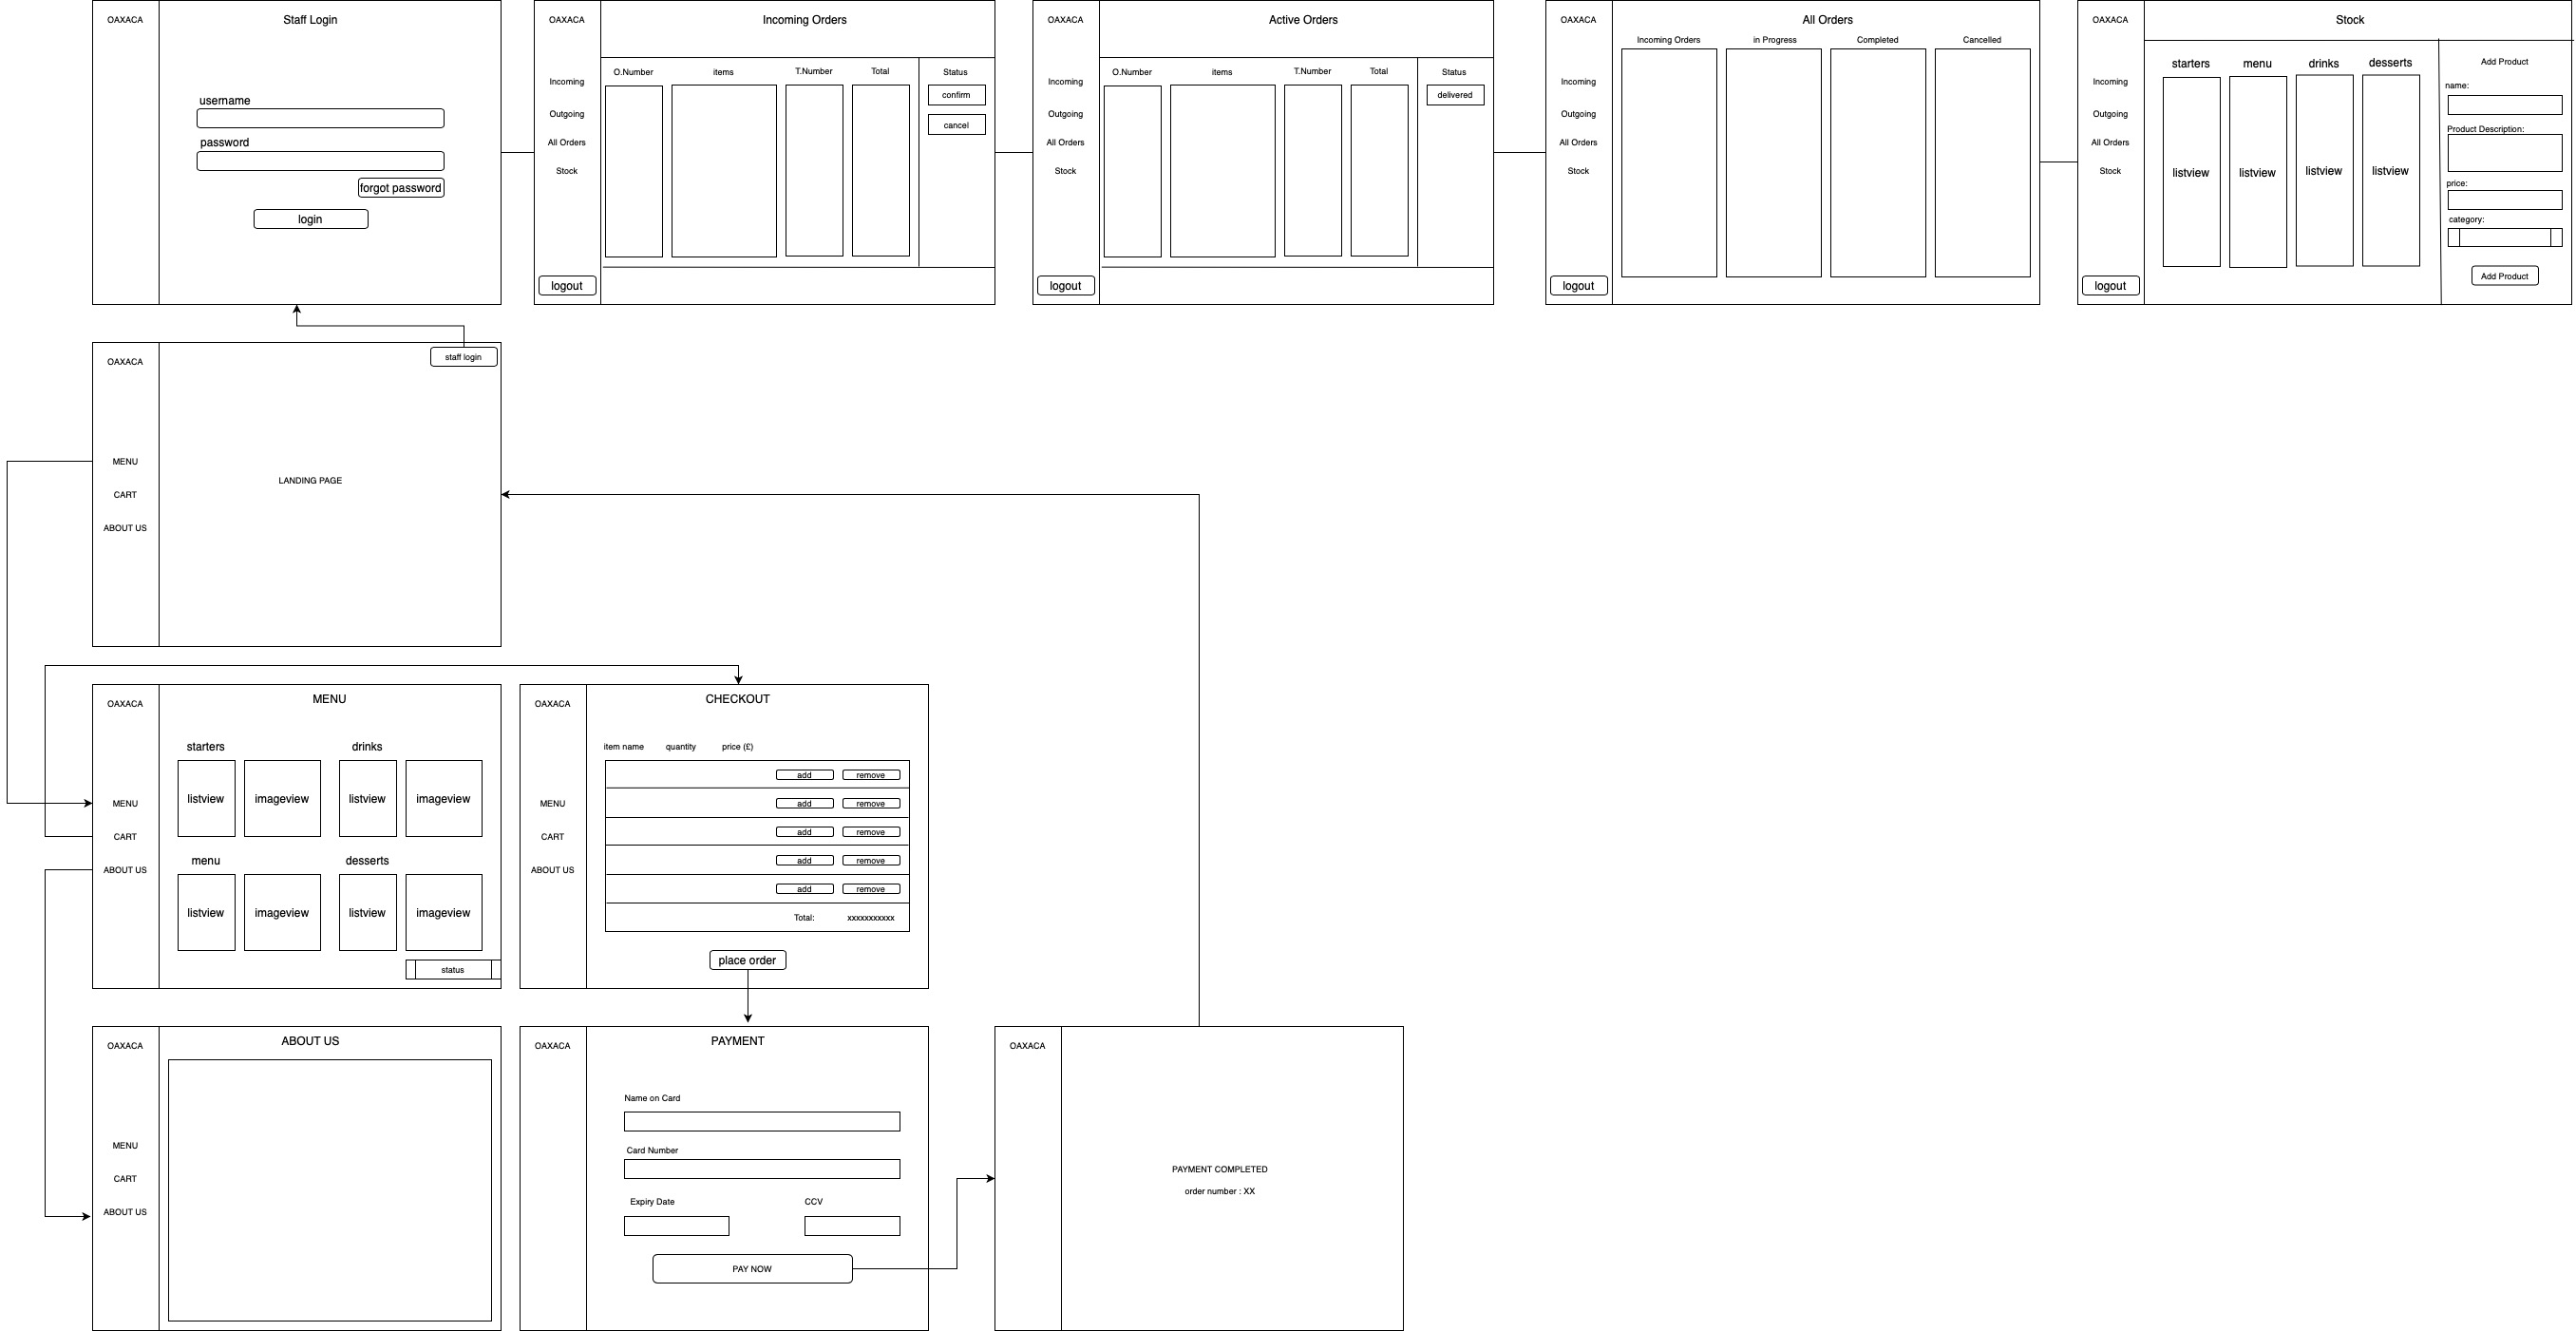 OAXACA
Staff Login
username
password
forgot password
login
OAXACA
Incoming
Outgoing
All Orders
Stock
logout
Incoming Orders
O.Number
items
T.Number
Total
Status
confirm
cancel
OAXACA
Incoming
Outgoing
All Orders
Stock
logout
Active Orders
O.Number
items
T.Number
Total
Status
delivered
OAXACA
Incoming
Outgoing
All Orders
Stock
logout
All Orders
Incoming Orders
in Progress
Completed
Cancelled
OAXACA
Incoming
Outgoing
All Orders
Stock
logout
Stock
starters
menu
drinks
desserts
listview
listview
listview
listview
Add Product
name:
Product Description:
price:
category:
Add Product
OAXACA
MENU
CART
ABOUT US
staff login
LANDING PAGE
OAXACA
MENU
CART
ABOUT US
MENU
starters
drinks
listview
imageview
listview
imageview
menu
desserts
listview
imageview
listview
imageview
status
OAXACA
MENU
CART
ABOUT US
CHECKOUT
item name
quantity
price (£)
add
remove
add
remove
add
remove
add
remove
add
remove
Total:
xxxxxxxxxxx
place order
OAXACA
MENU
CART
ABOUT US
ABOUT US
OAXACA
PAYMENT
Name on Card
Card Number
Expiry Date
CCV
PAY NOW
OAXACA
PAYMENT COMPLETED
order number : XX